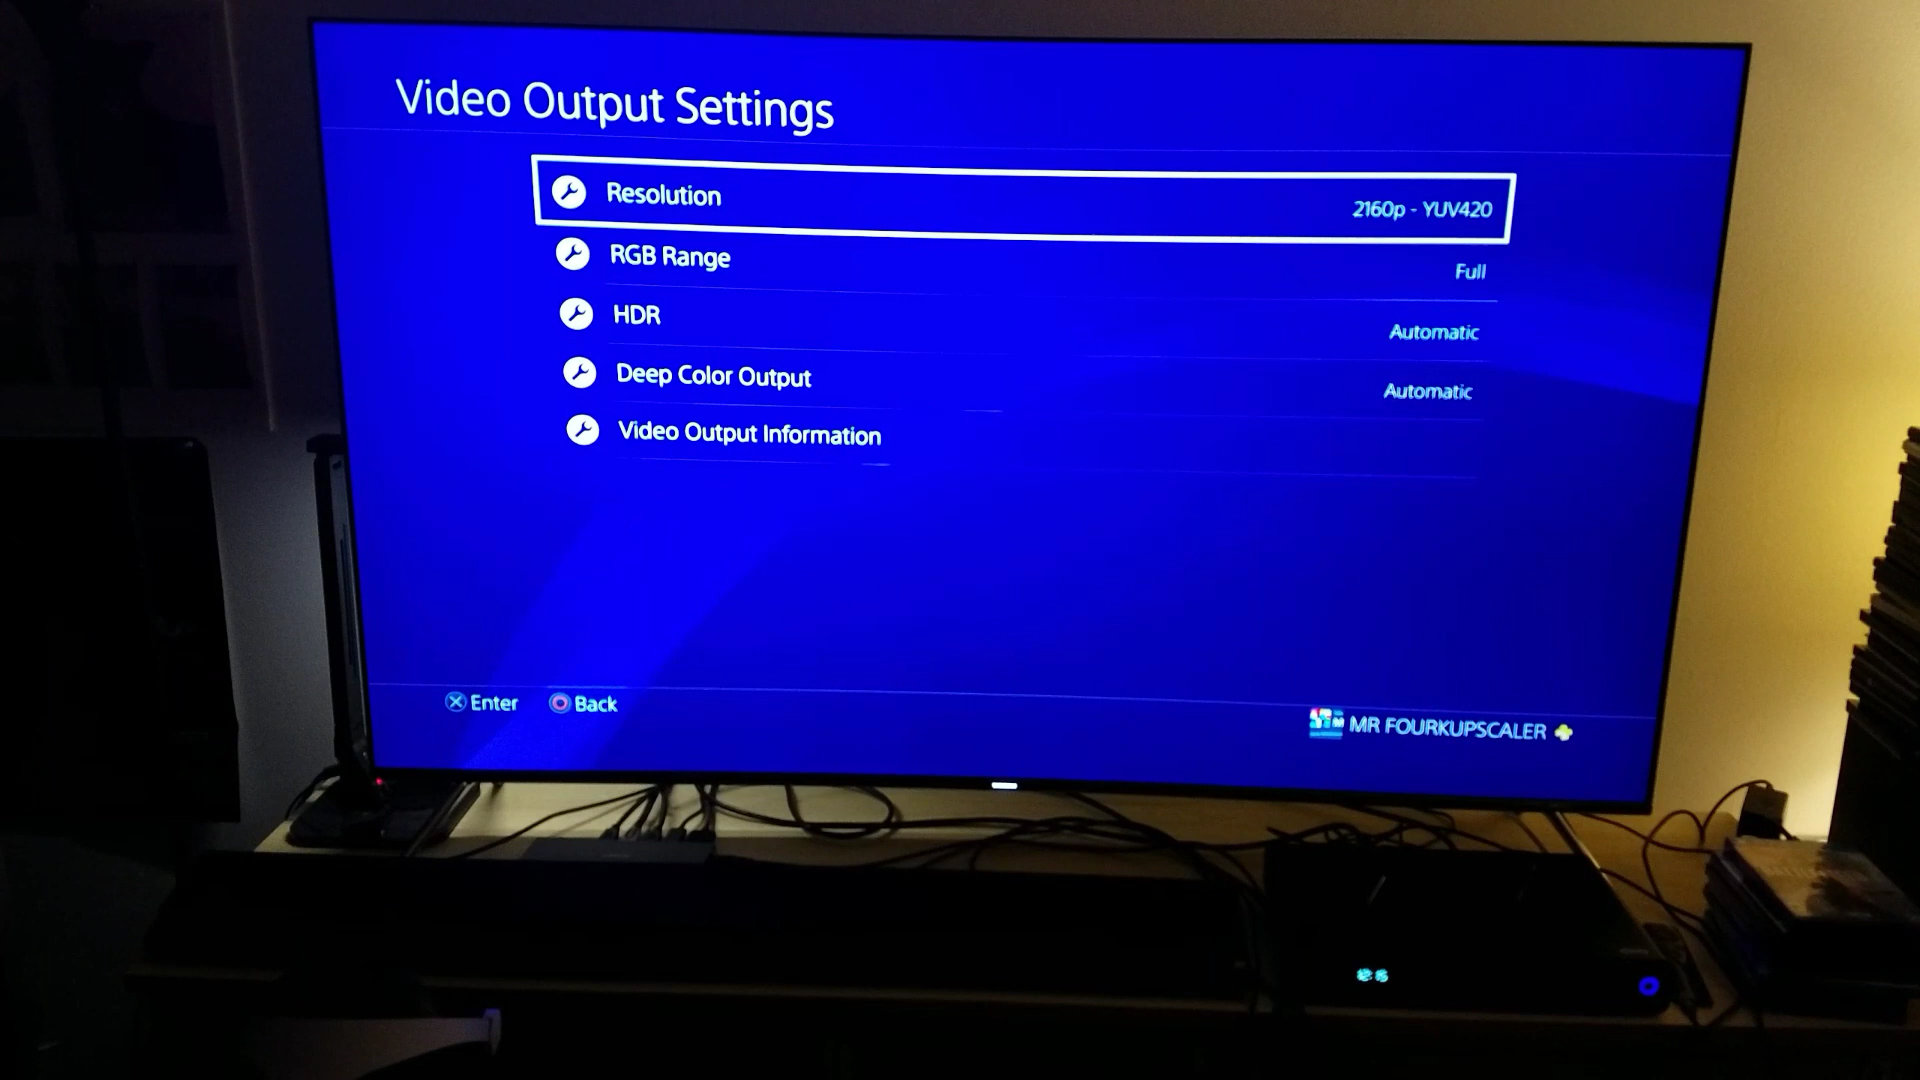 Video Output Settings
Resolution 2160p - YUV420
RGB Range Full
HDR Automatic
Deep Color Output Automatic
Video Output Information
Enter Back
MR FOURKUPSCALER